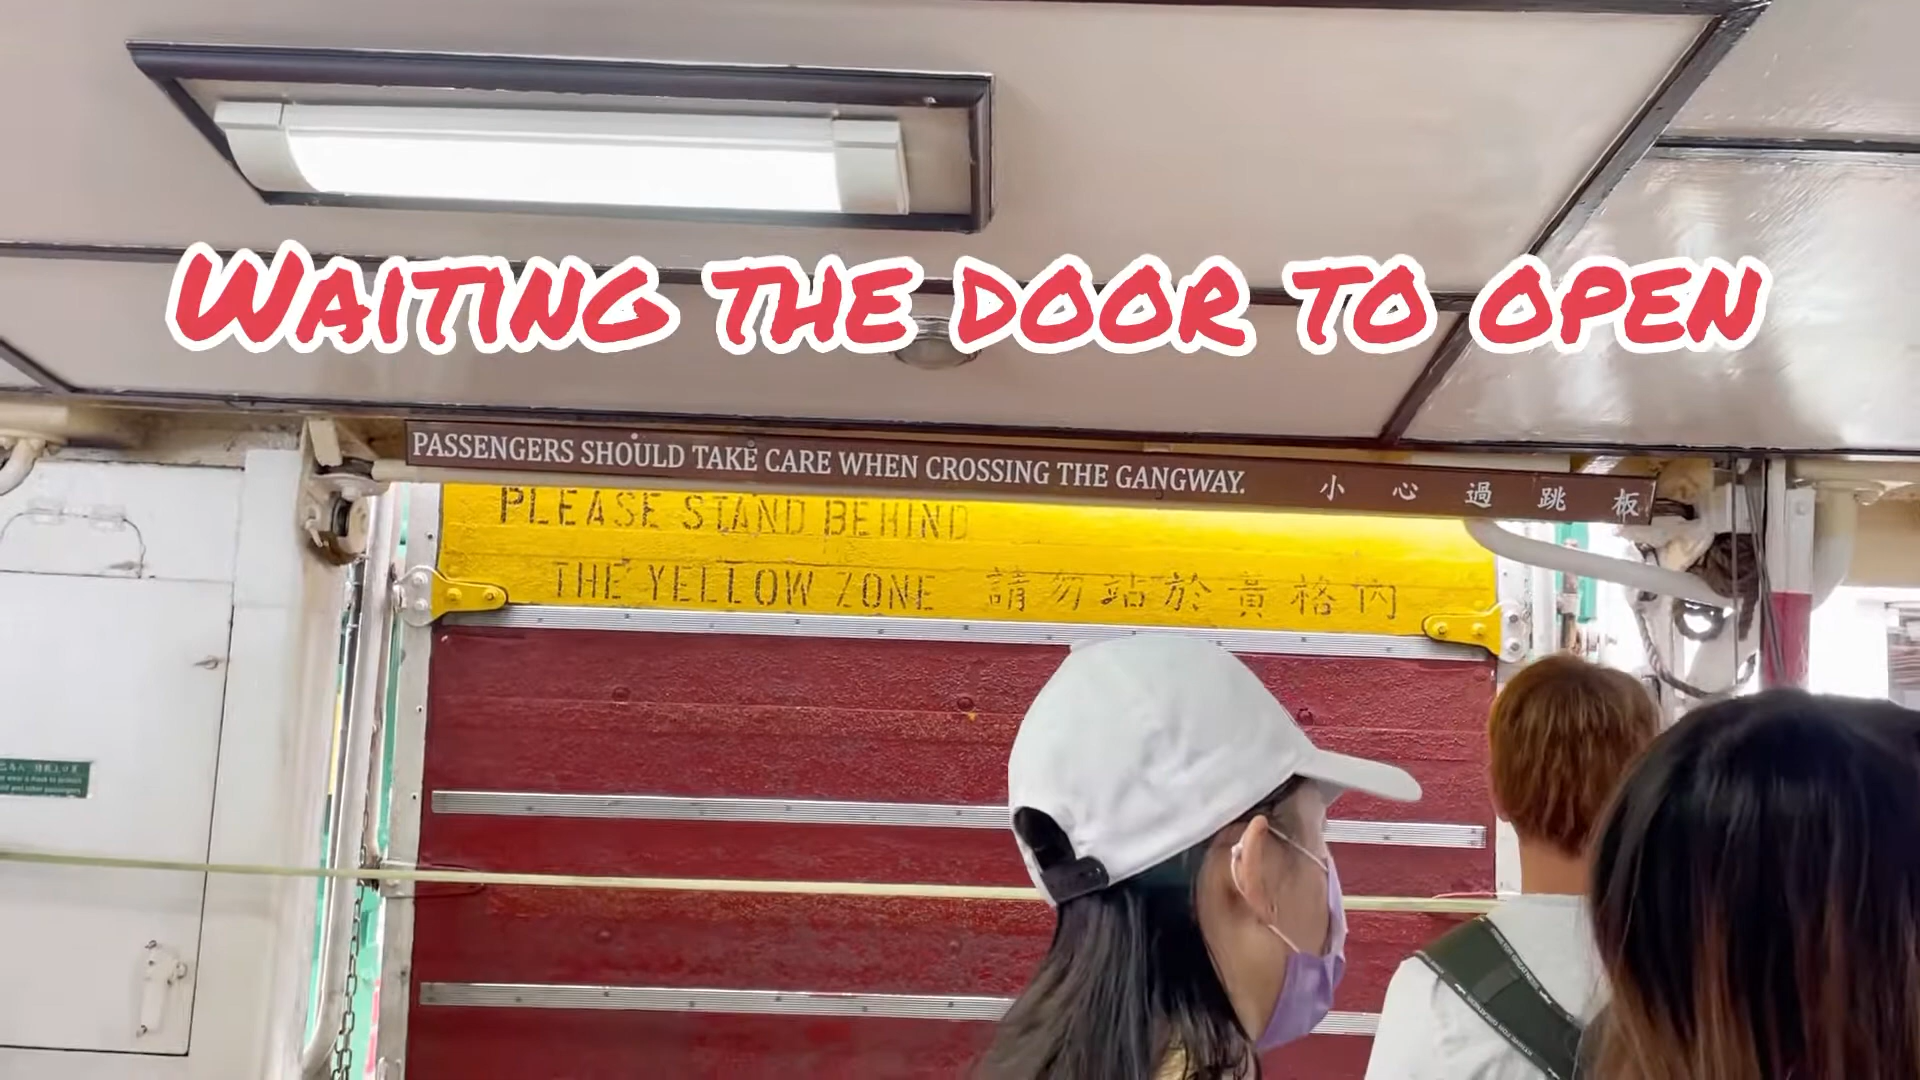 WAITING THE DOOR TO OPEN
PASSENGERS SHOULD TAKE CARE WHEN CROSSING THE GANGWAY. 小心過跳板
PLEASE STAND BEHIND
THE YELLOW ZONE 請勿站於黃格內